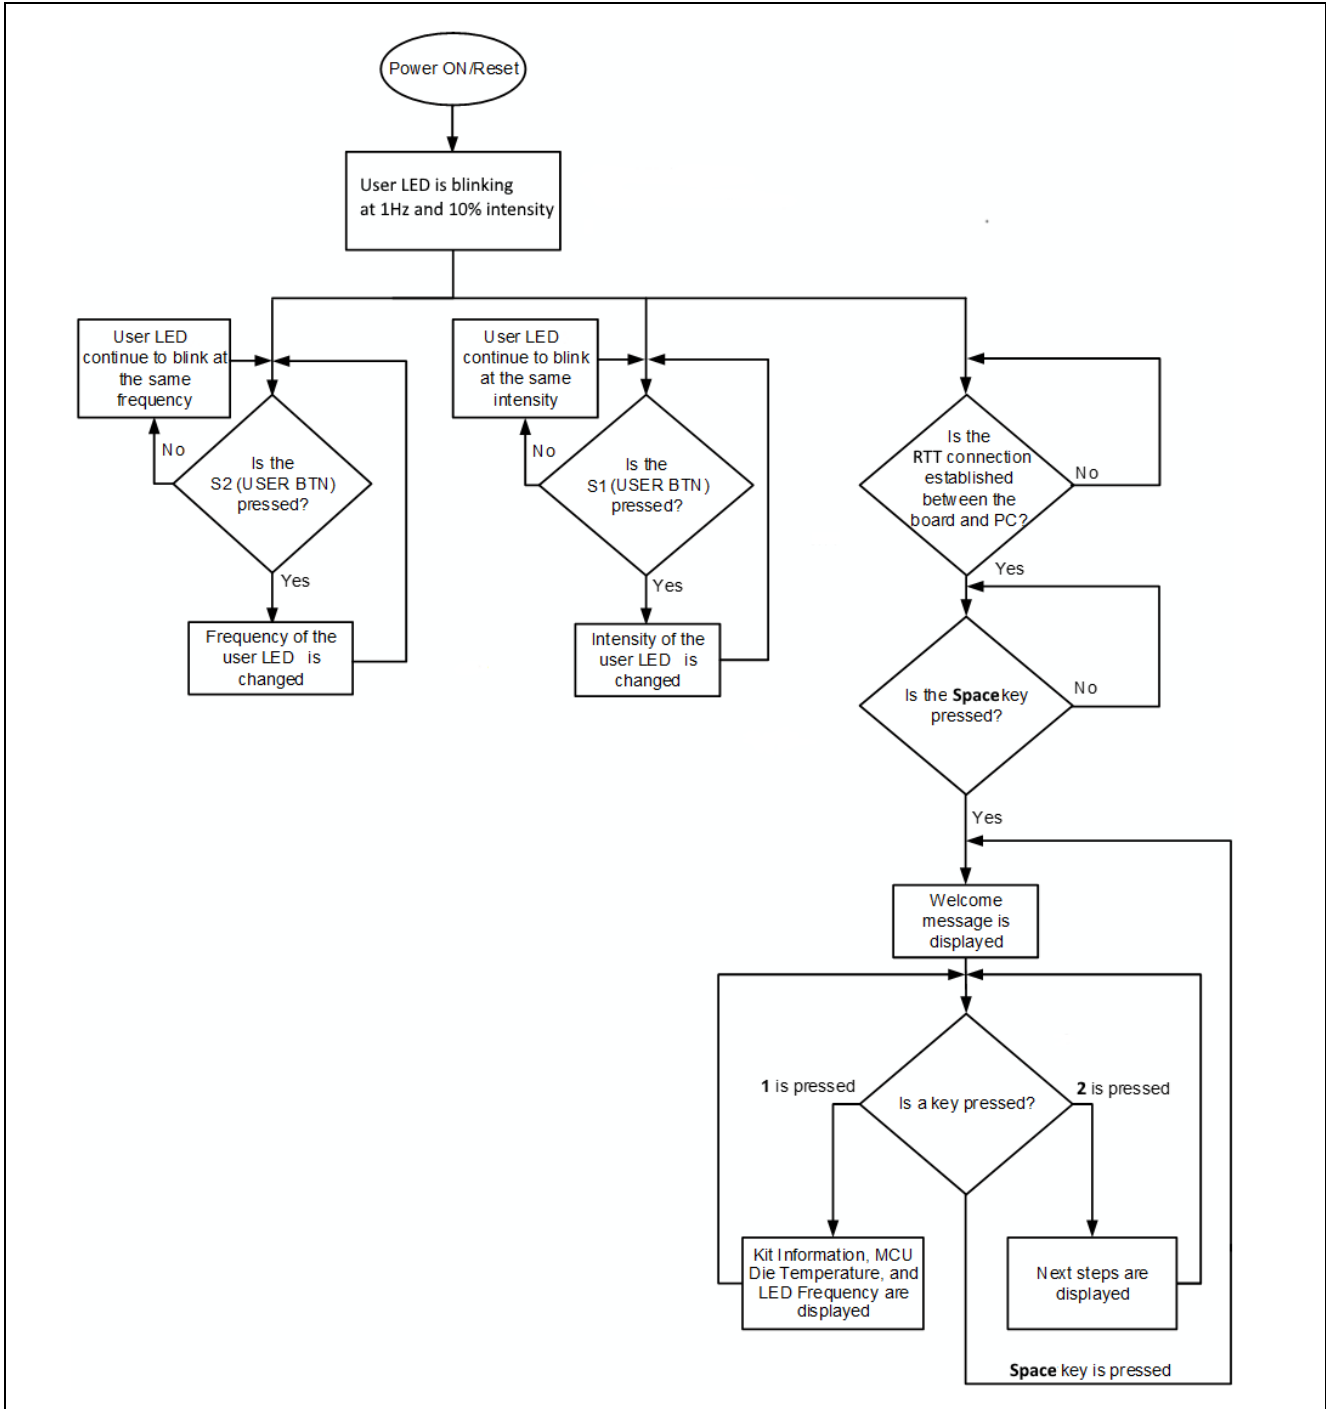 Power ON/Reset
User LED is blinking
at 1Hz and 10% intensity
User LED
continue to blink at
the same
frequency
No
Is the
S2 (USER BTN)
pressed?
Yes
Frequency of the
user LED is
changed
User LED
continue to blink
at the same
intensity
No
Is the
S1 (USER BTN)
pressed?
Yes
Intensity of the
user LED is
changed
Is the
RTT connection
established
between the
board and PC?
No
Yes
Is the Space key
pressed?
No
Yes
Welcome
message is
displayed
1 is pressed
Is a key pressed?
2 is pressed
Kit Information, MCU
Die Temperature, and
LED Frequency are
displayed
Next steps are
displayed
Space key is pressed